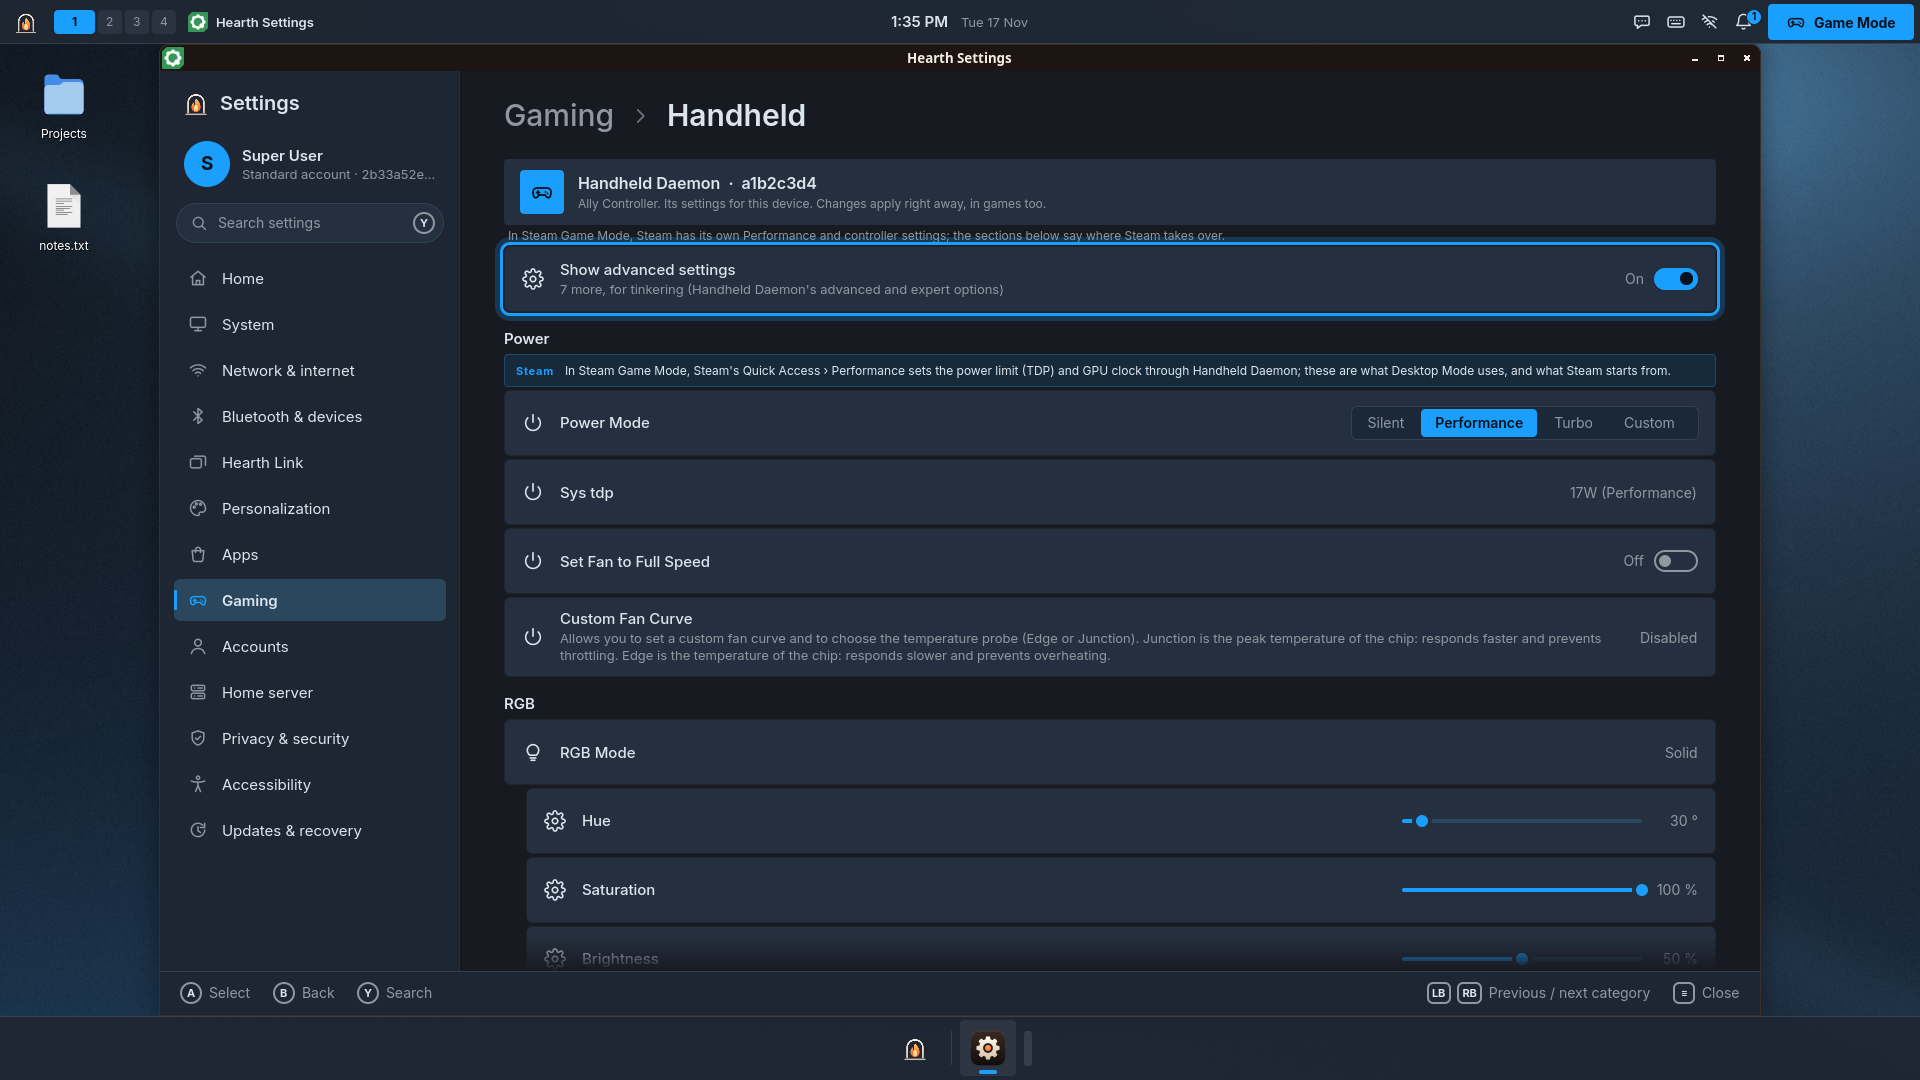 1 2 3 4 Hearth Settings
1:35 PM Tue 17 Nov
1
Game Mode
Projects
notes.txt
Hearth Settings
Settings
S
Super User
Standard account · 2b33a52e...
Search settings
Y
Home
System
Network & internet
Bluetooth & devices
Hearth Link
Personalization
Apps
Gaming
Accounts
Home server
Privacy & security
Accessibility
Updates & recovery
Gaming › Handheld
Handheld Daemon · a1b2c3d4
Ally Controller. Its settings for this device. Changes apply right away, in games too.
In Steam Game Mode, Steam has its own Performance and controller settings; the sections below say where Steam takes over.
Show advanced settings
7 more, for tinkering (Handheld Daemon's advanced and expert options)
On
Power
Steam In Steam Game Mode, Steam's Quick Access › Performance sets the power limit (TDP) and GPU clock through Handheld Daemon; these are what Desktop Mode uses, and what Steam starts from.
Power Mode
Silent Performance Turbo Custom
Sys tdp
17W (Performance)
Set Fan to Full Speed
Off
Custom Fan Curve
Allows you to set a custom fan curve and to choose the temperature probe (Edge or Junction). Junction is the peak temperature of the chip: responds faster and prevents
throttling. Edge is the temperature of the chip: responds slower and prevents overheating.
Disabled
RGB
RGB Mode
Solid
Hue
30 °
Saturation
100 %
Brightness
50 %
A Select B Back Y Search
LB RB Previous / next category
Close